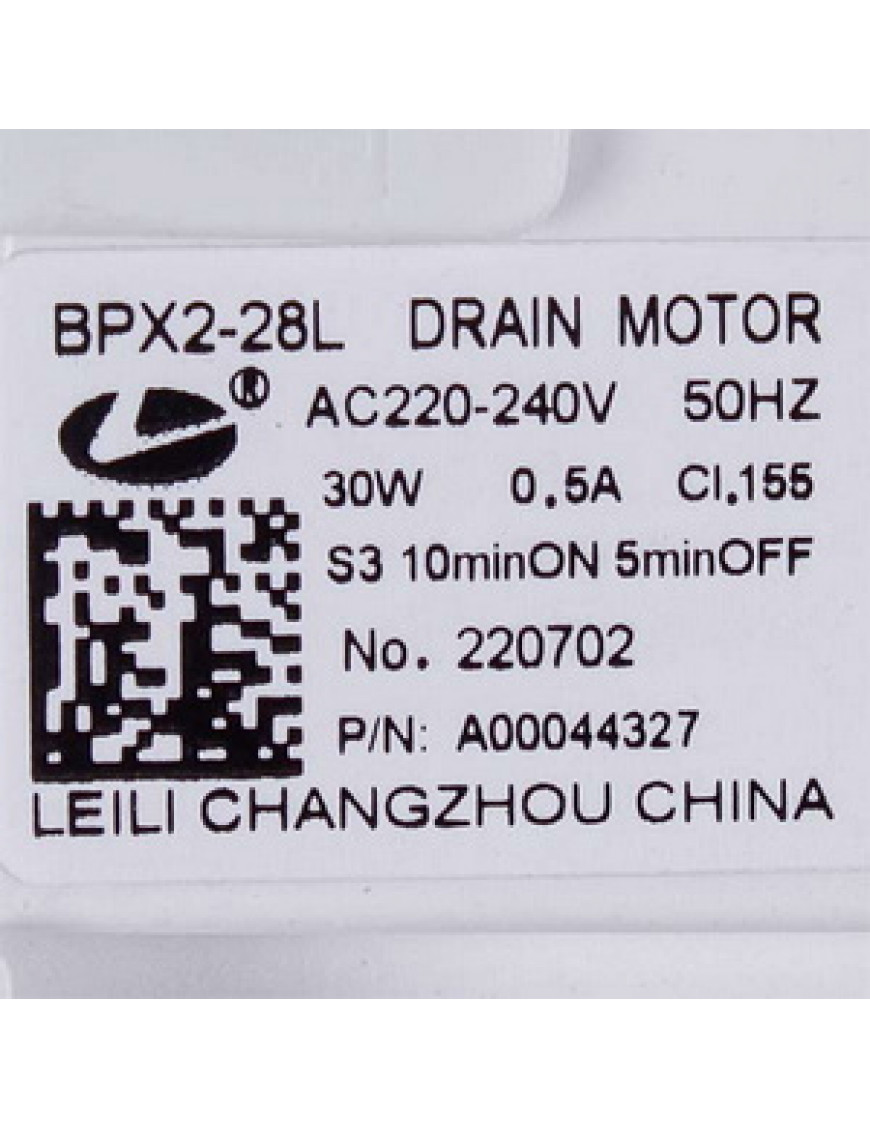 BPX2-28L DRAIN MOTOR
®
AC220-240V 50HZ
30W 0.5A Cl.155
S3 10minON 5minOFF
No. 220702
P/N: A00044327
LEILI CHANGZHOU CHINA